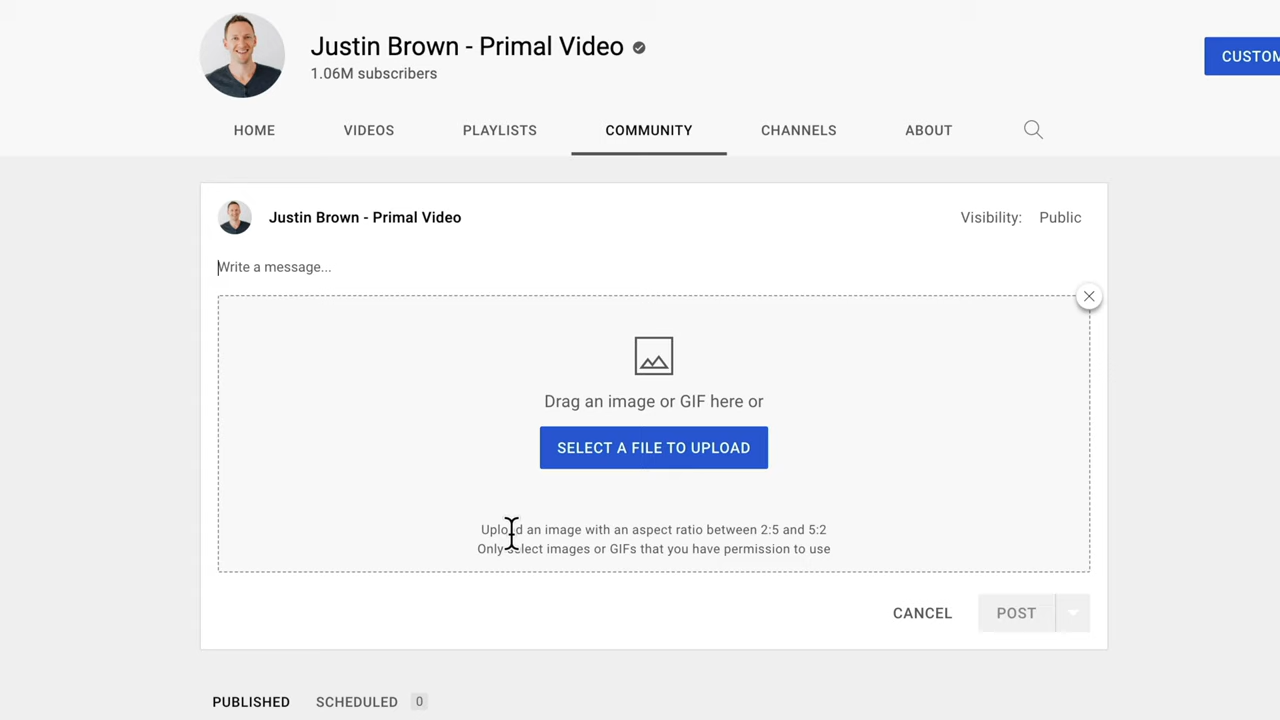 Justin Brown - Primal Video
1.06M subscribers
CUSTOM
HOME VIDEOS PLAYLISTS COMMUNITY CHANNELS ABOUT
Justin Brown - Primal Video Visibility: Public
Write a message...
Drag an image or GIF here or
SELECT A FILE TO UPLOAD
Upload an image with an aspect ratio between 2:5 and 5:2
Only select images or GIFs that you have permission to use
CANCEL POST
PUBLISHED SCHEDULED 0